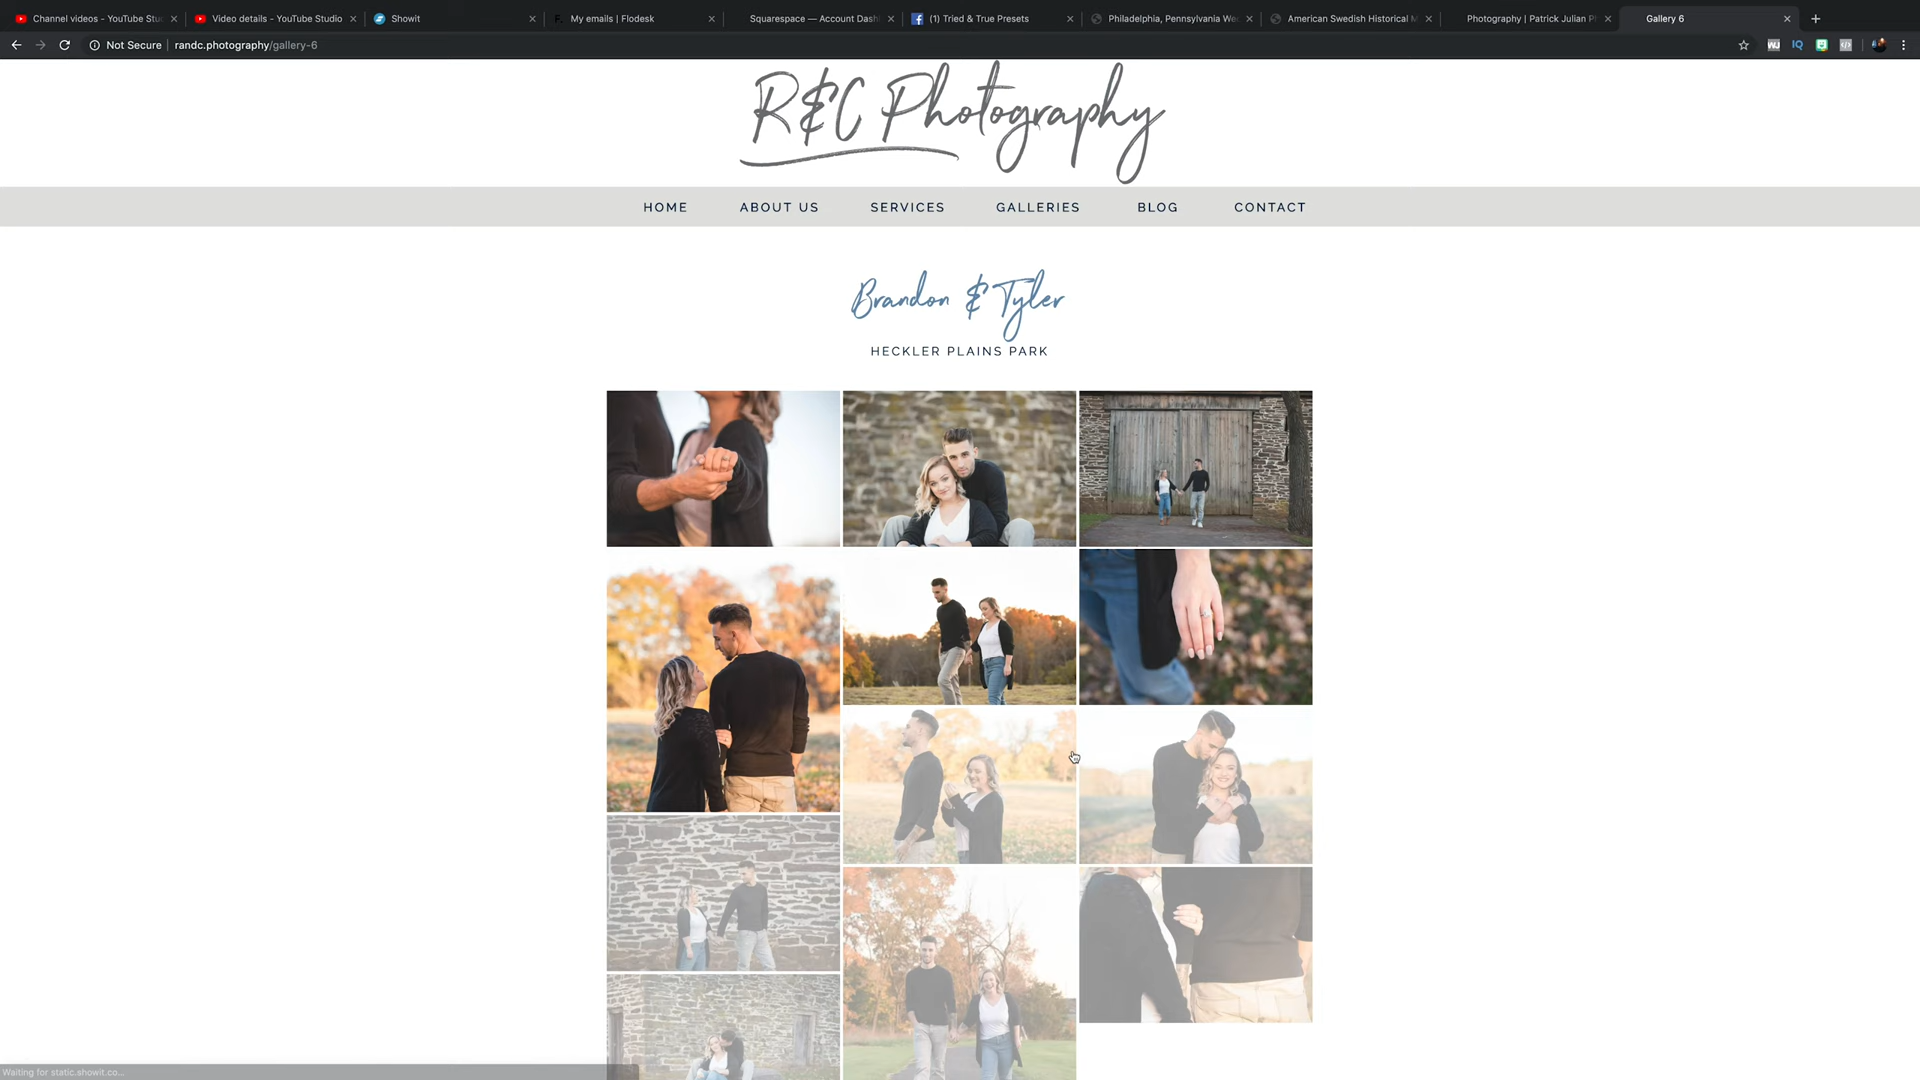 Channel videos - YouTube Stu
Video details - YouTube Studio
Showit
My emails | Flodesk
Squarespace — Account Dash
(1) Tried & True Presets
Philadelphia, Pennsylvania We
American Swedish Historical M
Photography | Patrick Julian P
Gallery 6
Not Secure
randc.photography/gallery-6
R&C Photography
HOME
ABOUT US
SERVICES
GALLERIES
BLOG
CONTACT
Brandon & Tyler
HECKLER PLAINS PARK
Waiting for static.showit.co...